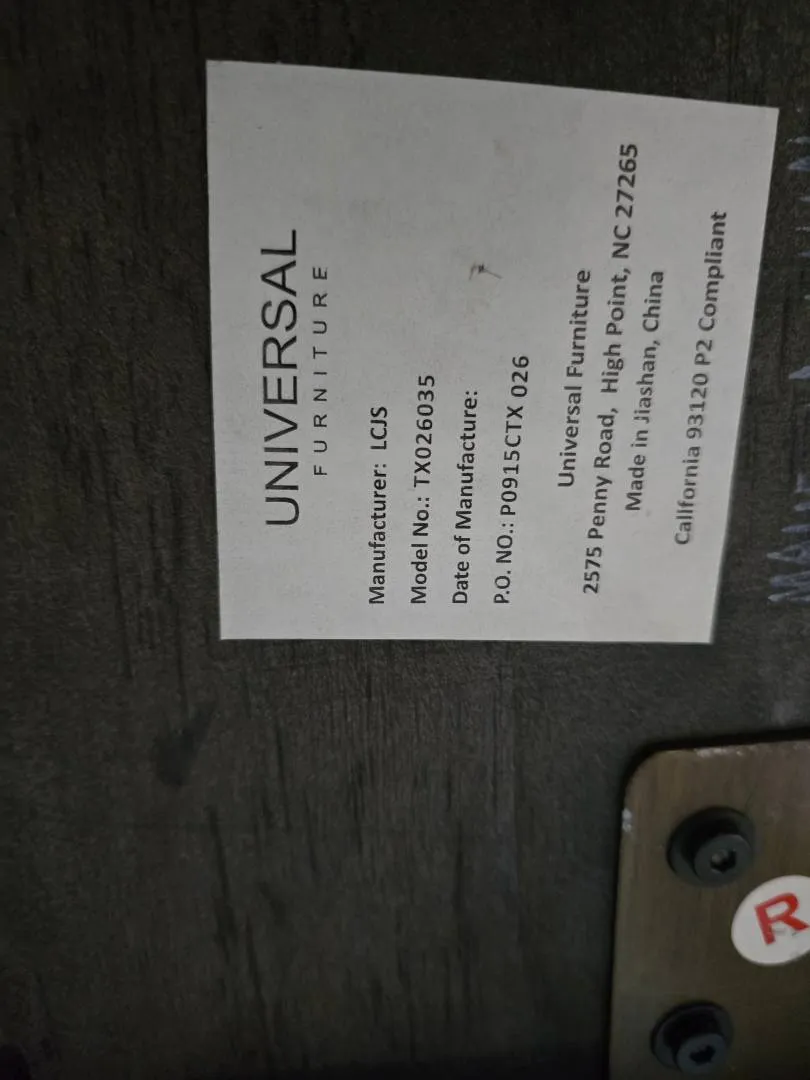 UNIVERSAL
FURNITURE
Manufacturer: LCJS
Model No.: TX026035
Date of Manufacture:
P.O. NO.: P0915CTX 026
Universal Furniture
2575 Penny Road, High Point, NC 27265
Made in Jiashan, China
California 93120 P2 Compliant
R